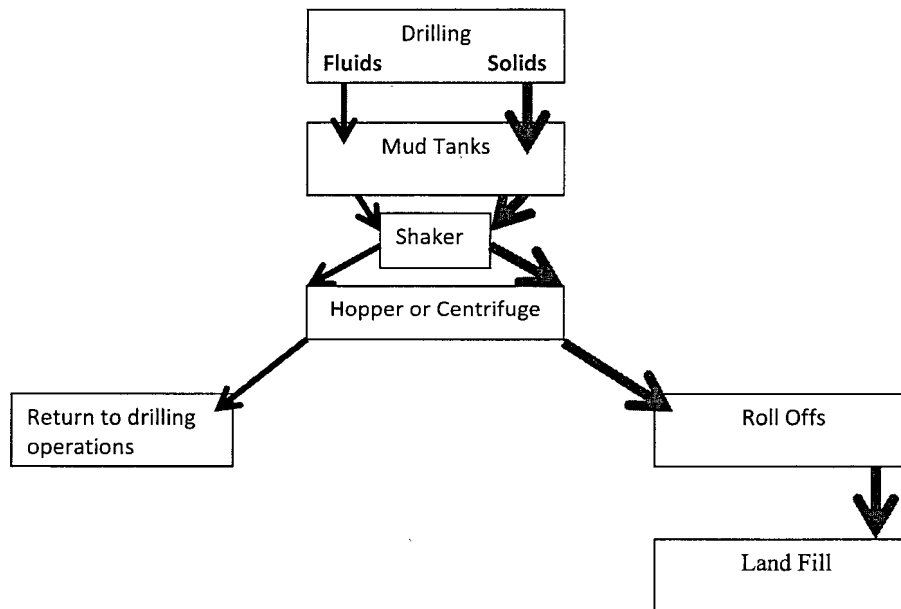 Drilling
Fluids Solids
Mud Tanks
Shaker
Hopper or Centrifuge
Return to drilling
operations
Roll Offs
Land Fill